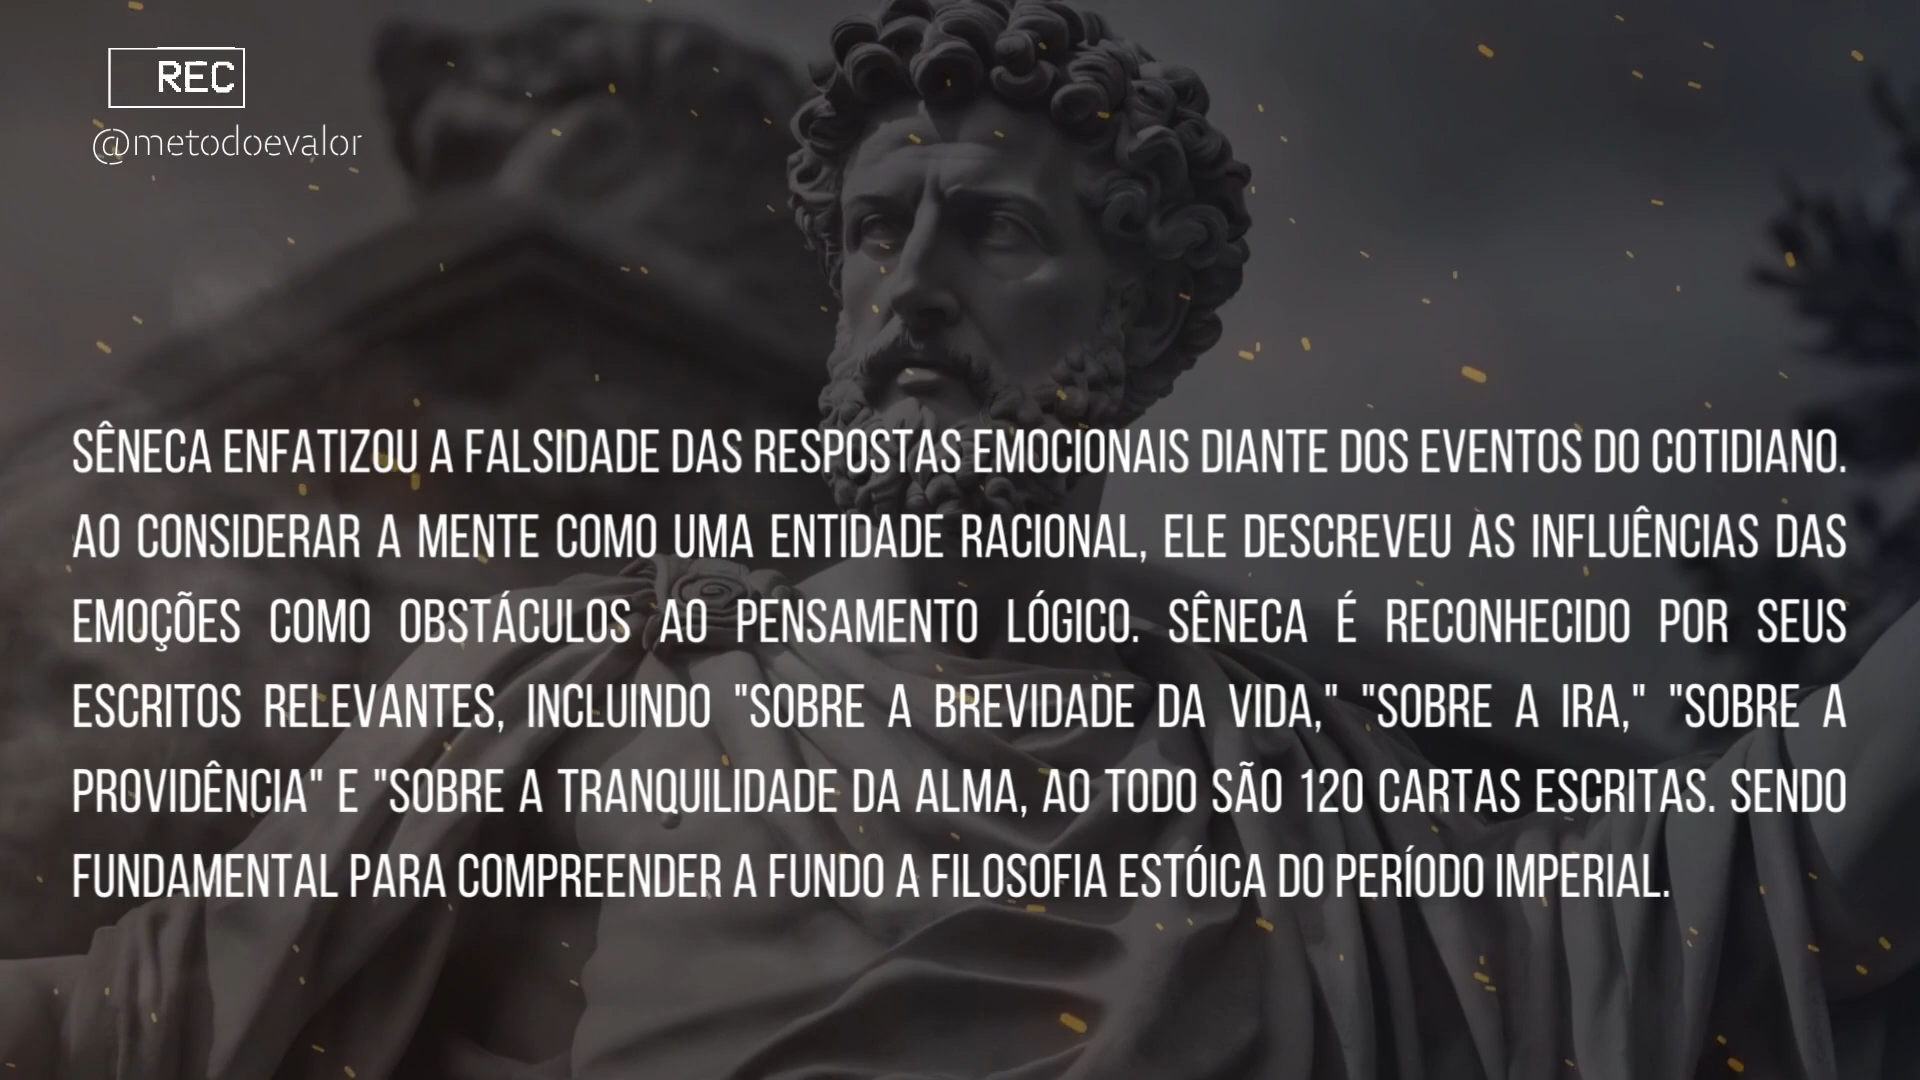 REC
@metodoevalor
SÊNECA ENFATIZOU A FALSIDADE DAS RESPOSTAS EMOCIONAIS DIANTE DOS EVENTOS DO COTIDIANO.
AO CONSIDERAR A MENTE COMO UMA ENTIDADE RACIONAL, ELE DESCREVEU AS INFLUÊNCIAS DAS
EMOÇÕES COMO OBSTÁCULOS AO PENSAMENTO LÓGICO. SÊNECA É RECONHECIDO POR SEUS
ESCRITOS RELEVANTES, INCLUINDO "SOBRE A BREVIDADE DA VIDA," "SOBRE A IRA," "SOBRE A
PROVIDÊNCIA" E "SOBRE A TRANQUILIDADE DA ALMA, AO TODO SÃO 120 CARTAS ESCRITAS. SENDO
FUNDAMENTAL PARA COMPREENDER A FUNDO A FILOSOFIA ESTÓICA DO PERÍODO IMPERIAL.